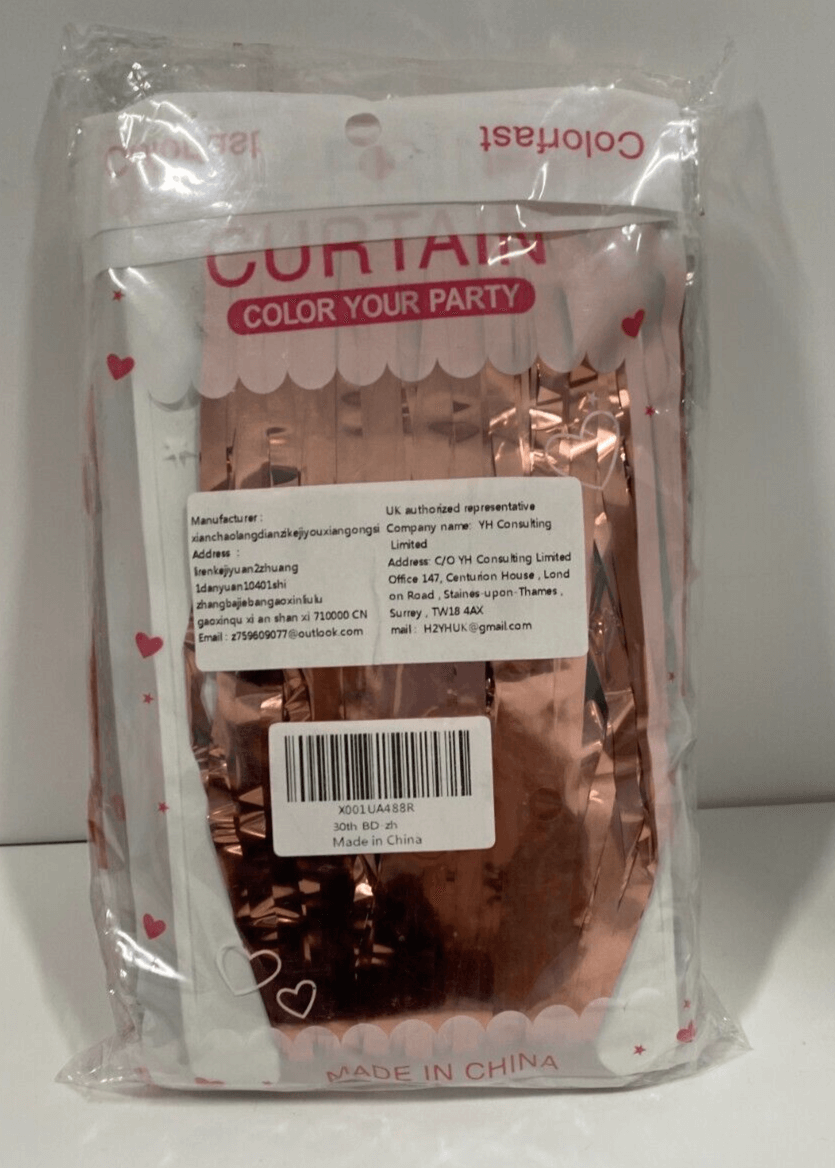 Colorfast Colorfast
CURTAIN
COLOR YOUR PARTY
Manufacturer :
xianchaolangdianzikejiyouxiangongsi
Address :
lirenkejiyuan2zhuang
1danyuan10401shi
zhangbajiebangaoxinliulu
gaoxinqu xi an shan xi 710000 CN
Email : z759609077@outlook.com
UK authorized representative
Company name: YH Consulting
Limited
Address: C/O YH Consulting Limited
Office 147, Centurion House , Lond
on Road , Staines-upon-Thames ,
Surrey , TW18 4AX
mail : H2YHUK@gmail.com
X001UA488R
30th BD-zh
Made in China
MADE IN CHINA